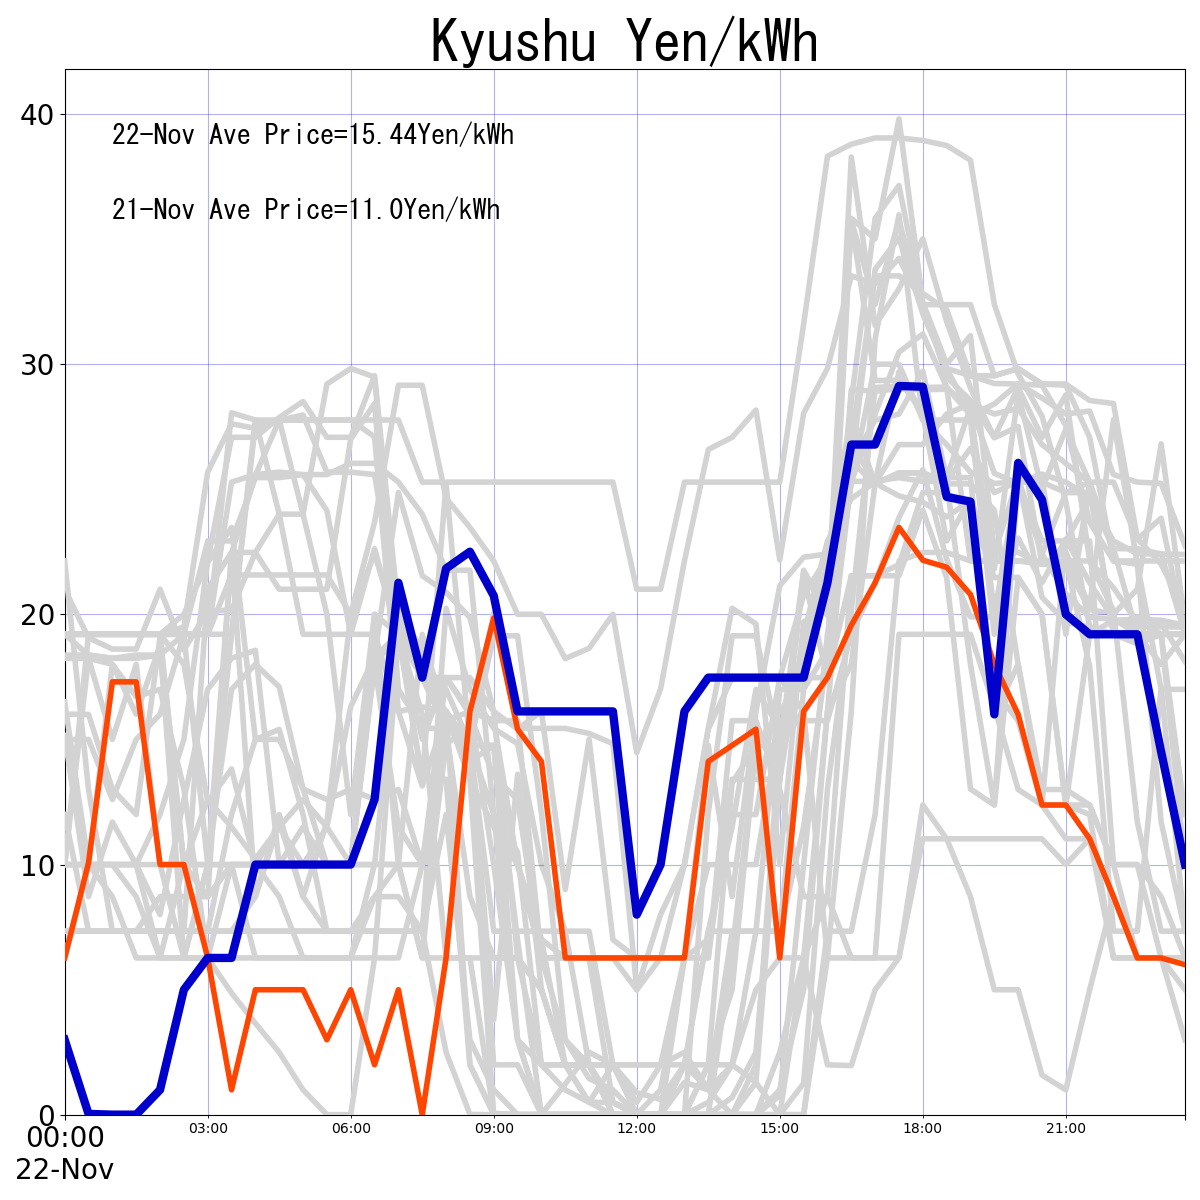 Kyushu Yen/kWh
40
22-Nov Ave Price=15.44Yen/kWh
21-Nov Ave Price=11.0Yen/kWh
30
20
10
0
00:00 03:00 06:00 09:00 12:00 15:00 18:00 21:00
22-Nov